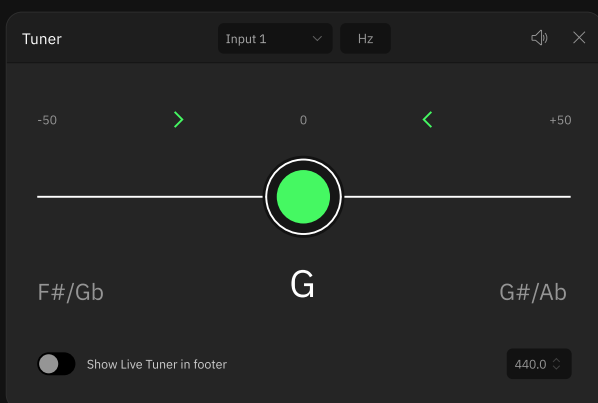 Tuner
Input 1
Hz
-50
0
+50
F#/Gb
G
G#/Ab
Show Live Tuner in footer
440.0